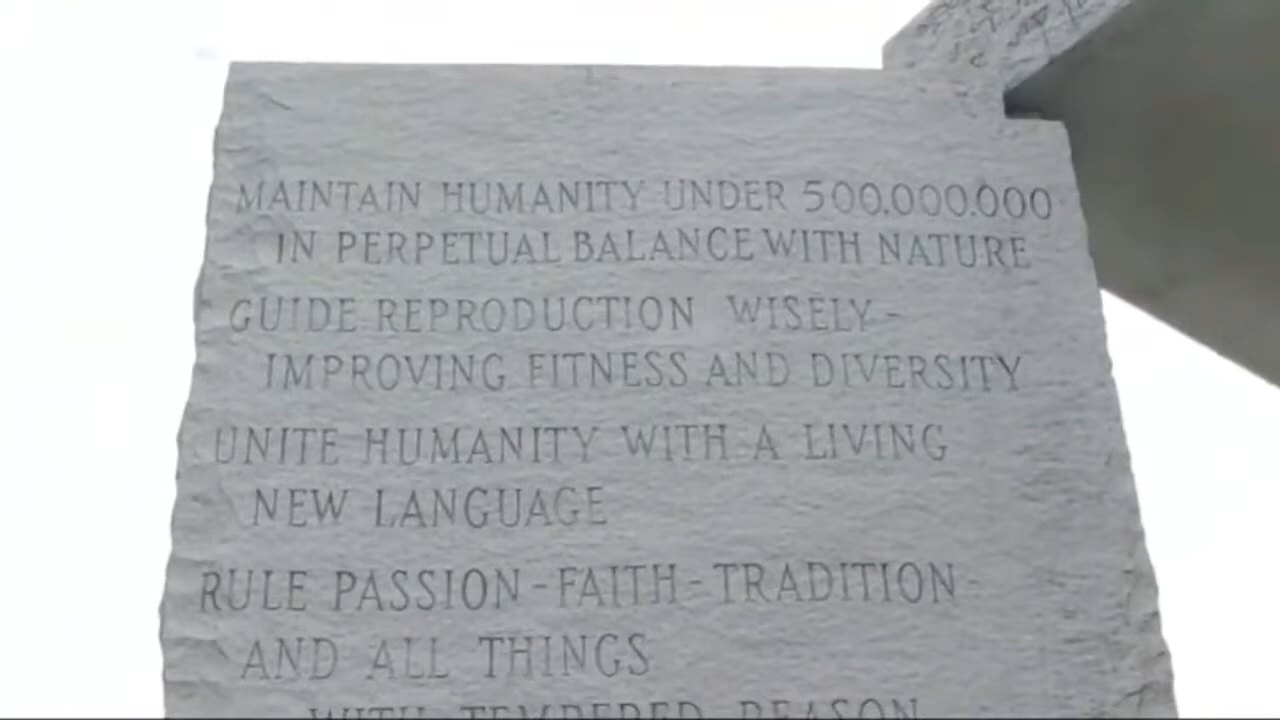 MAINTAIN HUMANITY UNDER 500.000.000
IN PERPETUAL BALANCE WITH NATURE
GUIDE REPRODUCTION WISELY-
IMPROVING FITNESS AND DIVERSITY
UNITE HUMANITY WITH A LIVING
NEW LANGUAGE
RULE PASSION-FAITH-TRADITION-
AND ALL THINGS
WITH TEMPERED REASON